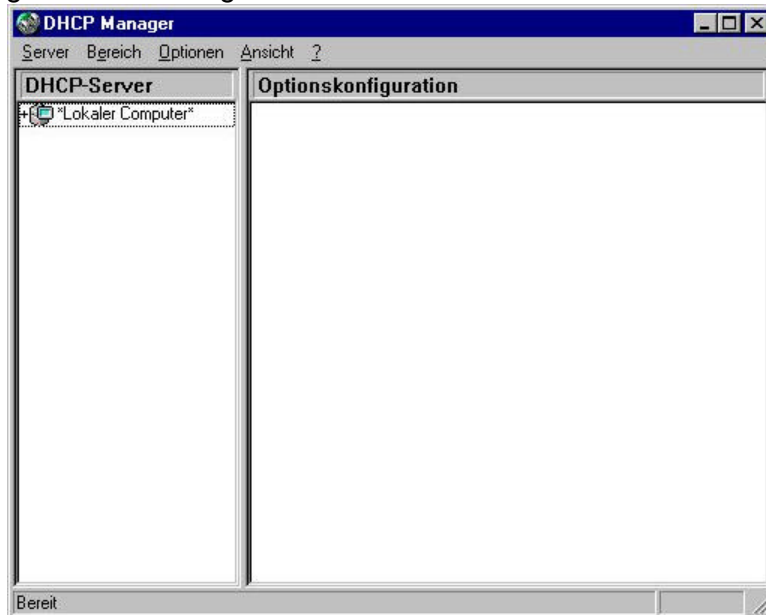 DHCP Manager
Server Bereich Optionen Ansicht ?
DHCP-Server Optionskonfiguration
*Lokaler Computer*
Bereit